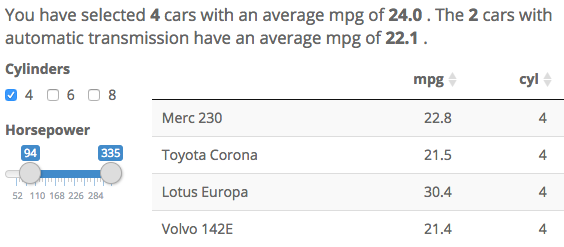 You have selected 4 cars with an average mpg of 24.0 . The 2 cars with
automatic transmission have an average mpg of 22.1 .
Cylinders
4 6 8
Horsepower
94 335
52 110 168 226 284
mpg cyl
Merc 230 22.8 4
Toyota Corona 21.5 4
Lotus Europa 30.4 4
Volvo 142E 21.4 4